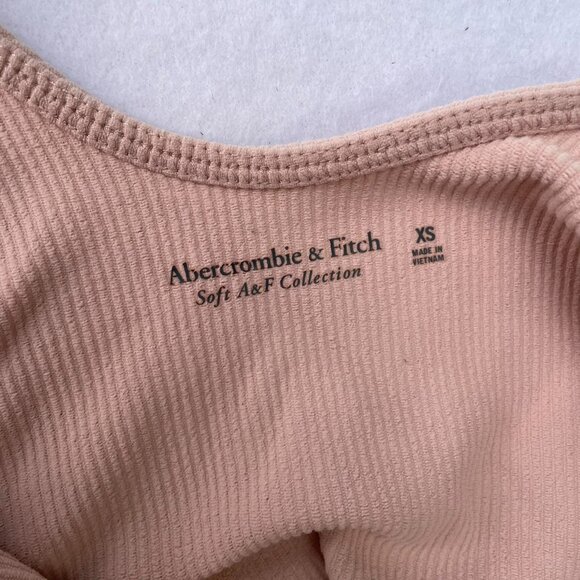 Abercrombie & Fitch
Soft A&F Collection
XS
MADE IN
VIETNAM